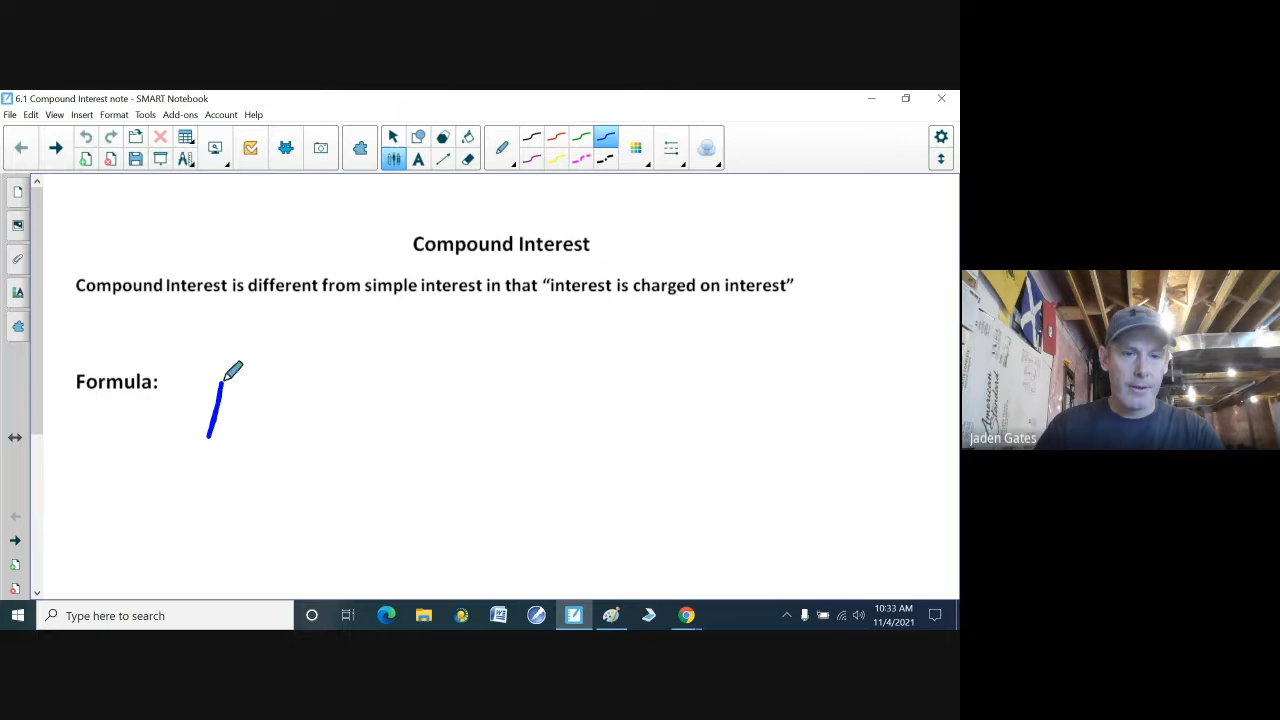 6.1 Compound Interest note - SMART Notebook
File Edit View Insert Format Tools Add-ons Account Help
Compound Interest
Compound Interest is different from simple interest in that “interest is charged on interest”
Formula:
American Standard
Jaden Gates
Type here to search
10:33 AM
11/4/2021